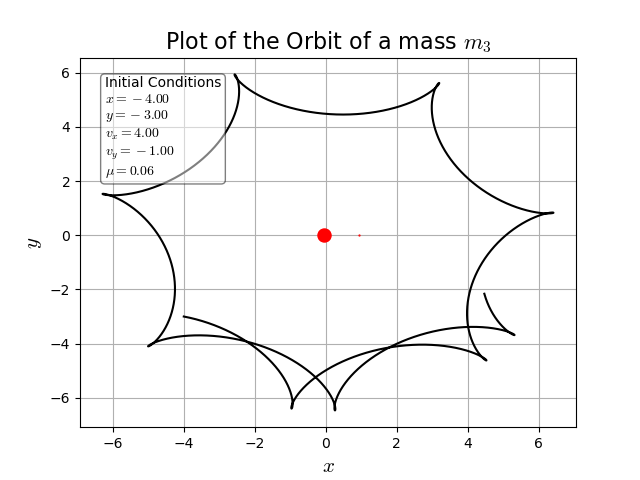 Plot of the Orbit of a mass m₃
Initial Conditions
x = −4.00
y = −3.00
vₓ = 4.00
v_y = −1.00
μ = 0.06
6
4
2
0
−2
−4
−6
y
−6
−4
−2
0
2
4
6
x